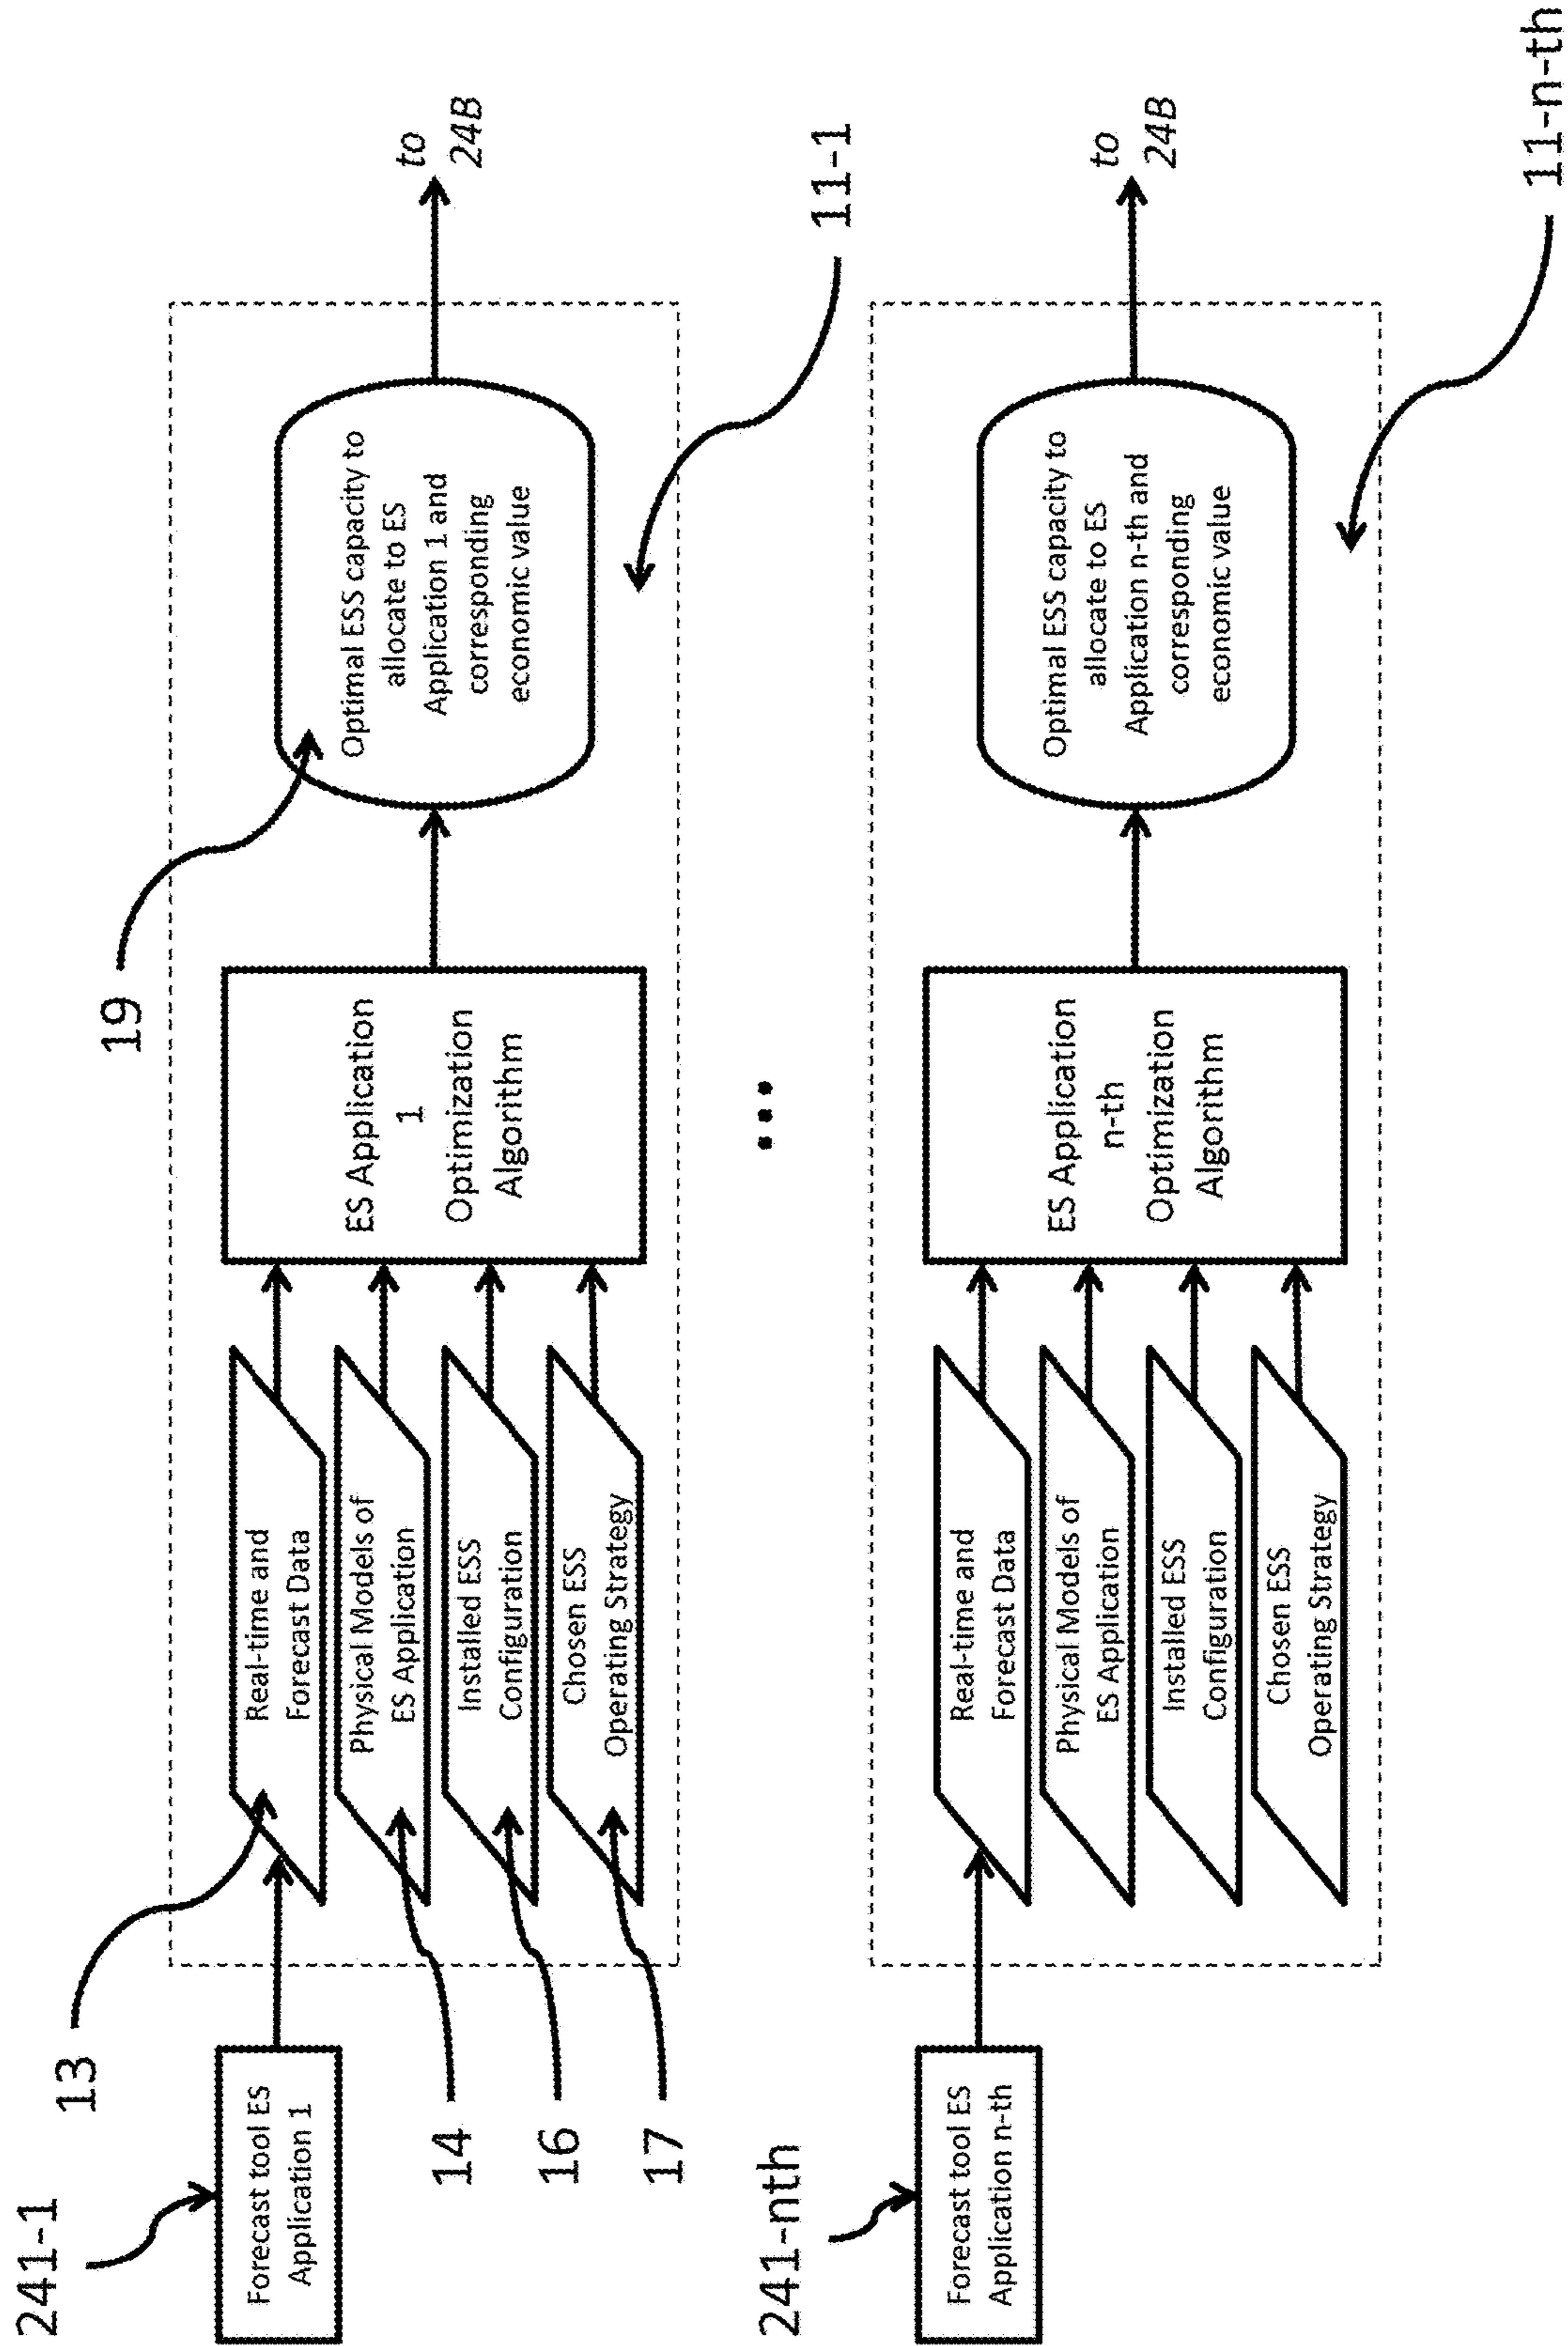 241-1
Forecast tool ES
Application 1
13
14
16
17
Real-time and
Forecast Data
Physical Models of
ES Application
Installed ESS
Configuration
Chosen ESS
Operating Strategy
ES Application
1
Optimization
Algorithm
19
Optimal ESS capacity to
allocate to ES
Application 1 and
corresponding
economic value
to
24B
11-1
...
241-nth
Forecast tool ES
Application n-th
Real-time and
Forecast Data
Physical Models of
ES Application
Installed ESS
Configuration
Chosen ESS
Operating Strategy
ES Application
n-th
Optimization
Algorithm
Optimal ESS capacity to
allocate to ES
Application n-th and
corresponding
economic value
to
24B
11-n-th